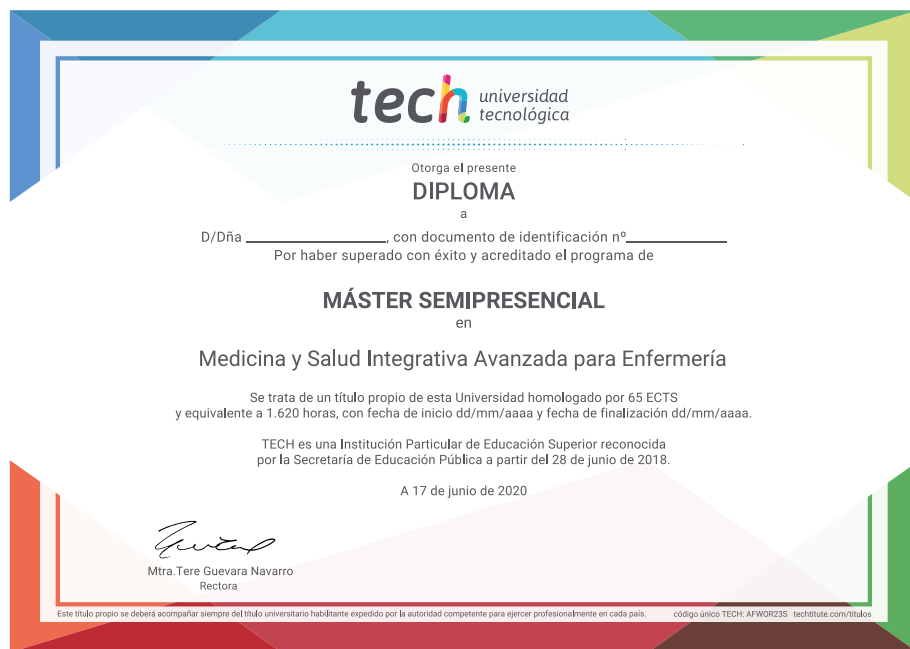 tech universidad
tecnológica
Otorga el presente
DIPLOMA
a
D/Dña ____________, con documento de identificación nº____________
Por haber superado con éxito y acreditado el programa de
MÁSTER SEMIPRESENCIAL
en
Medicina y Salud Integrativa Avanzada para Enfermería
Se trata de un título propio de esta Universidad homologado por 65 ECTS
y equivalente a 1.620 horas, con fecha de inicio dd/mm/aaaa y fecha de finalización dd/mm/aaaa.
TECH es una Institución Particular de Educación Superior reconocida
por la Secretaría de Educación Pública a partir del 28 de junio de 2018.
A 17 de junio de 2020
Mtra.Tere Guevara Navarro
Rectora
Este título propio se deberá acompañar siempre del título universitario habilitante expedido por la autoridad competente para ejercer profesionalmente en cada país. código único TECH: AFWOR23S techtitute.com/titulos